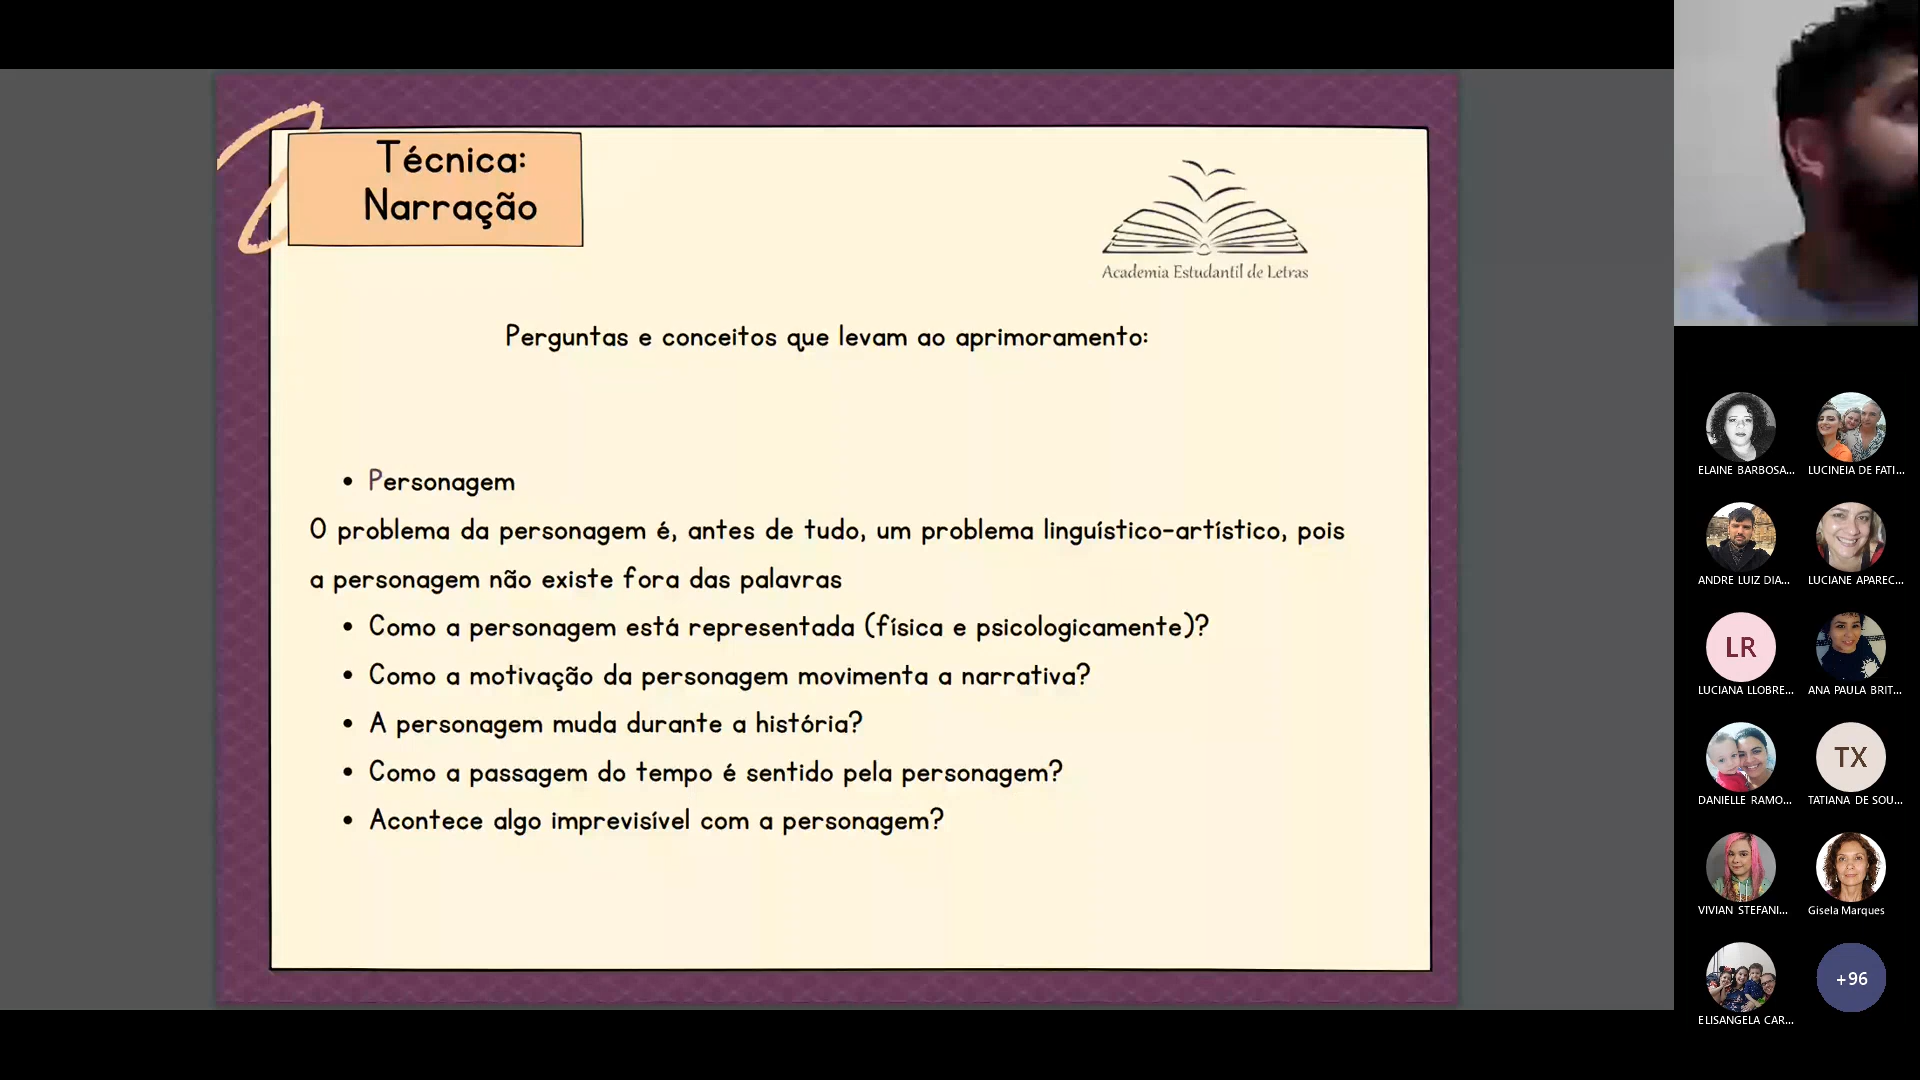 Técnica:
Narração
Academia Estudantil de Letras
Perguntas e conceitos que levam ao aprimoramento:
• Personagem
O problema da personagem é, antes de tudo, um problema linguístico-artístico, pois
a personagem não existe fora das palavras
• Como a personagem está representada (física e psicologicamente)?
• Como a motivação da personagem movimenta a narrativa?
• A personagem muda durante a história?
• Como a passagem do tempo é sentido pela personagem?
• Acontece algo imprevisível com a personagem?
ELAINE BARBOSA...
LUCINEIA DE FATI...
ANDRE LUIZ DIA...
LUCIANE APAREC...
LR
LUCIANA LLOBRE...
ANA PAULA BRIT...
DANIELLE RAMO...
TX
TATIANA DE SOU...
VIVIAN STEFANI...
Gisela Marques
ELISANGELA CAR...
+96